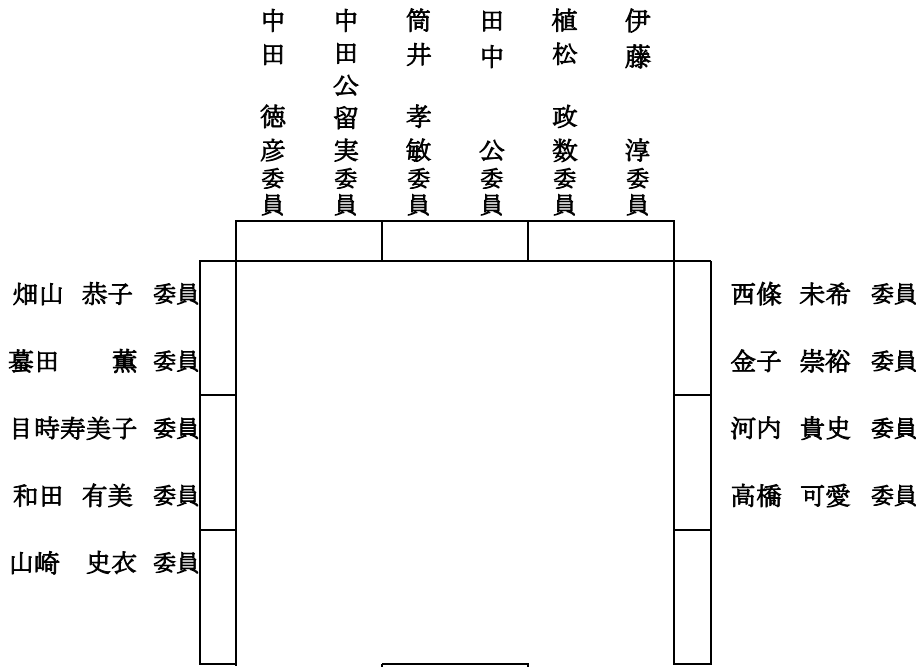 伊藤 淳委員
植松 政数委員
田中 公委員
筒井 孝敏委員
中田公留実委員
中田 徳彦委員
畑山 恭子 委員
蟇田 薫 委員
目時寿美子 委員
和田 有美 委員
山崎 史衣 委員
西條 未希 委員
金子 崇裕 委員
河内 貴史 委員
高橋 可愛 委員